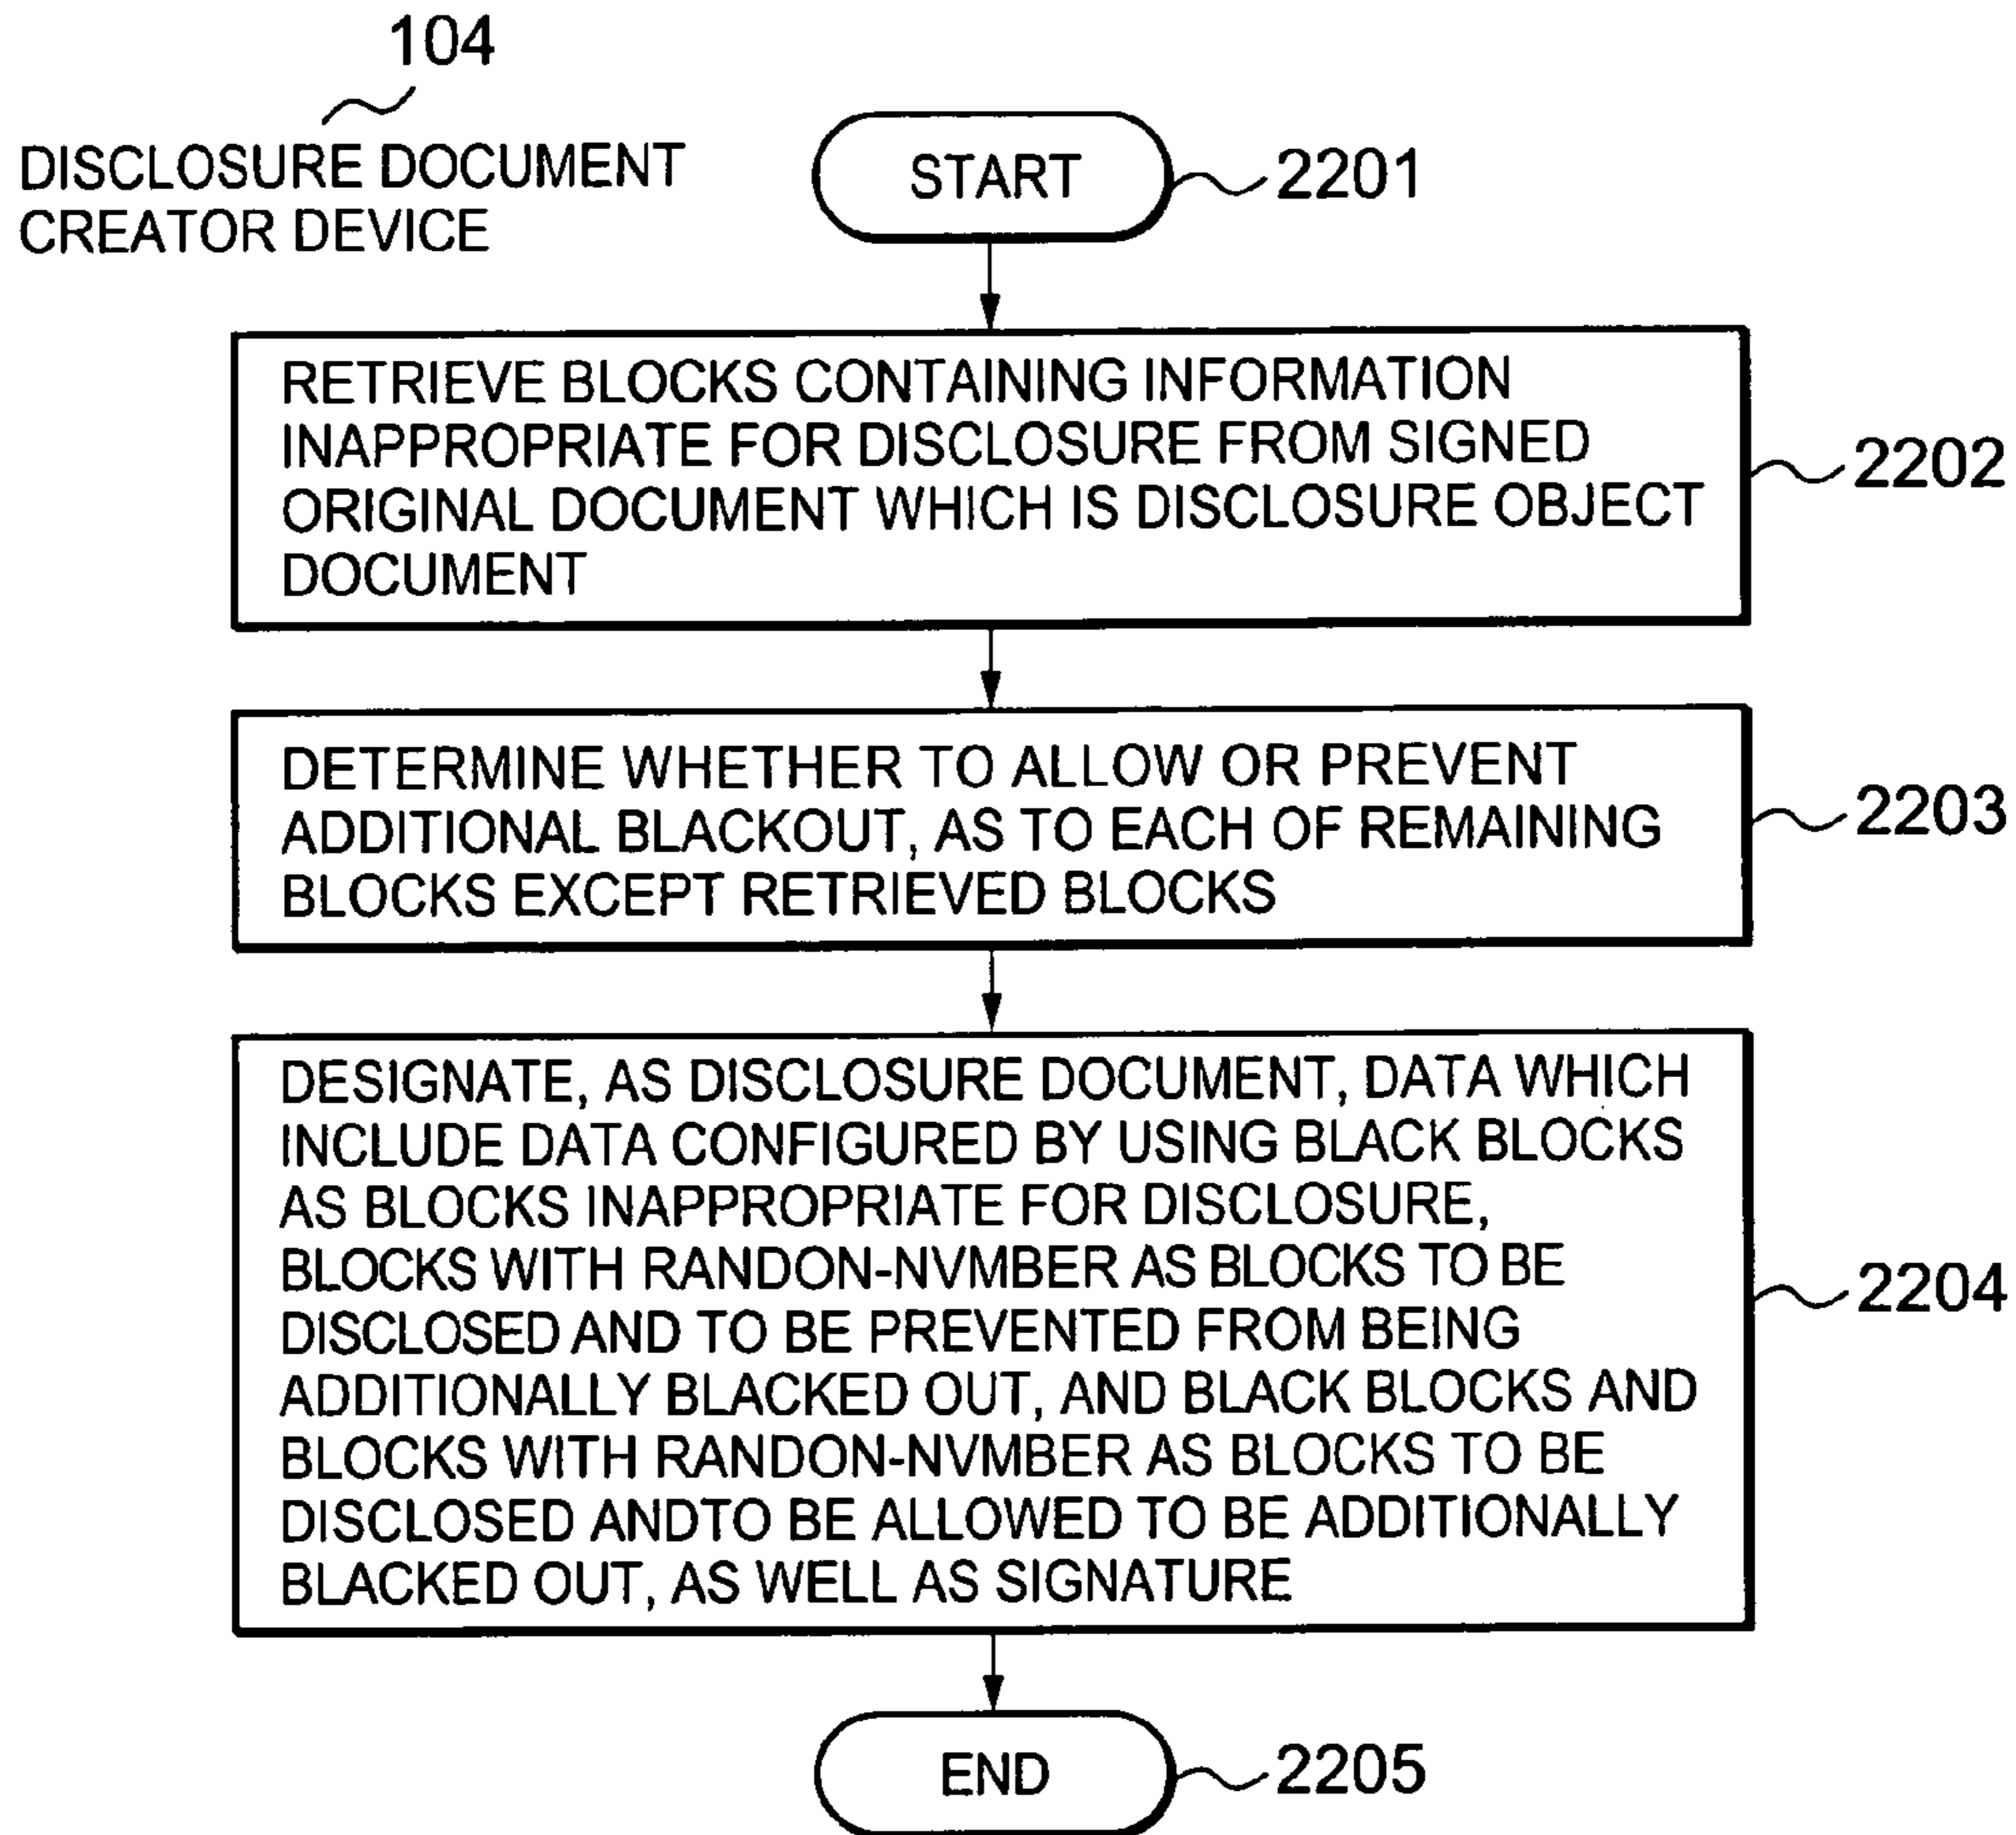 104
DISCLOSURE DOCUMENT
CREATOR DEVICE
START
2201
RETRIEVE BLOCKS CONTAINING INFORMATION
INAPPROPRIATE FOR DISCLOSURE FROM SIGNED
ORIGINAL DOCUMENT WHICH IS DISCLOSURE OBJECT
DOCUMENT
2202
DETERMINE WHETHER TO ALLOW OR PREVENT
ADDITIONAL BLACKOUT, AS TO EACH OF REMAINING
BLOCKS EXCEPT RETRIEVED BLOCKS
2203
DESIGNATE, AS DISCLOSURE DOCUMENT, DATA WHICH
INCLUDE DATA CONFIGURED BY USING BLACK BLOCKS
AS BLOCKS INAPPROPRIATE FOR DISCLOSURE,
BLOCKS WITH RANDON-NVMBER AS BLOCKS TO BE
DISCLOSED AND TO BE PREVENTED FROM BEING
ADDITIONALLY BLACKED OUT, AND BLACK BLOCKS AND
BLOCKS WITH RANDON-NVMBER AS BLOCKS TO BE
DISCLOSED ANDTO BE ALLOWED TO BE ADDITIONALLY
BLACKED OUT, AS WELL AS SIGNATURE
2204
END
2205